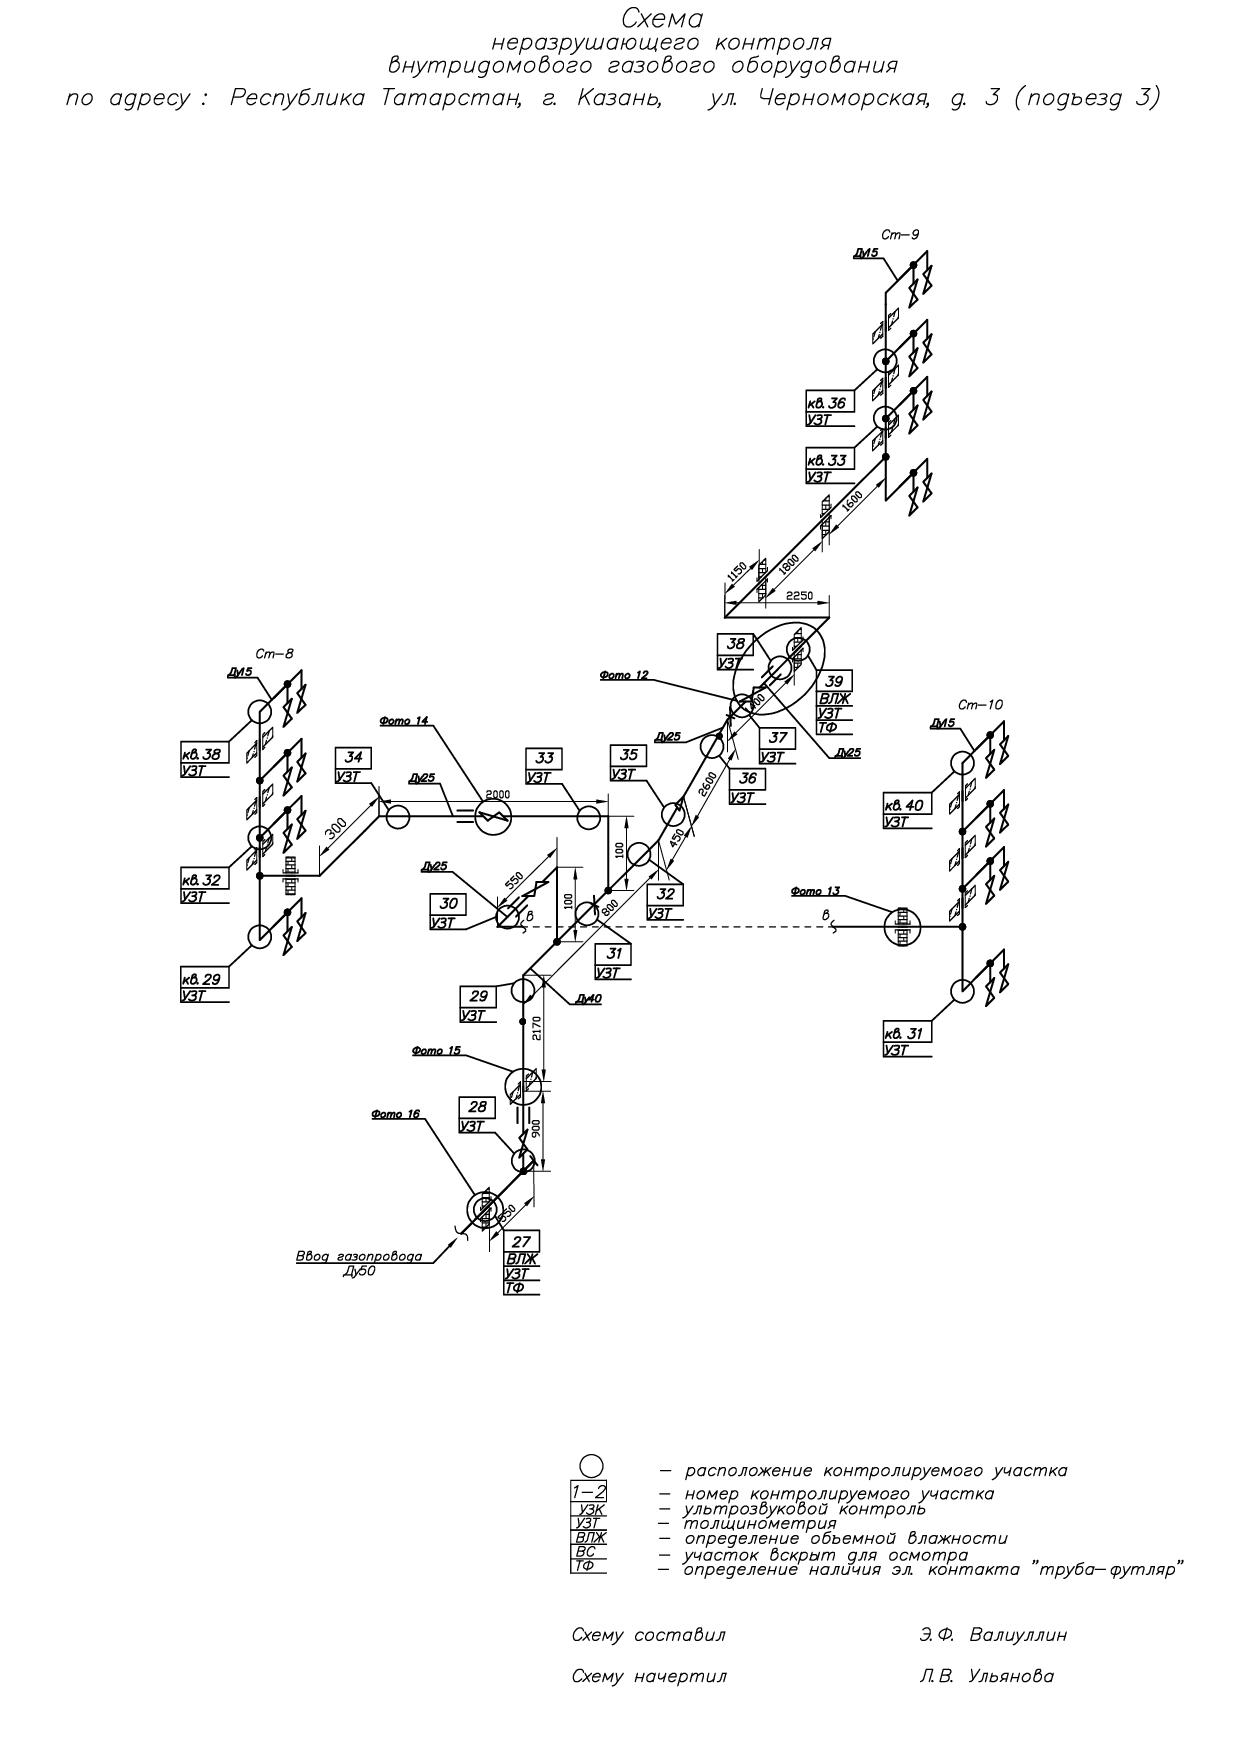 Схема
неразрушающего контроля
внутридомового газового оборудования
по адресу : Республика Татарстан, г. Казань, ул. Черноморская, д. 3 (подъезд 3)
Ст-9
Ду15
кв. 36
УЗТ
кв. 33
УЗТ
1600
1800
1150
2250
38
УЗТ
Фото 12
39
ВЛЖ
УЗТ
ТФ
37
УЗТ
Ду25
Ду25
36
УЗТ
35
УЗТ
2600
450
Ст-8
Ду15
кв. 38
УЗТ
кв. 32
УЗТ
кв. 29
УЗТ
300
34
УЗТ
Фото 14
Ду25
2000
33
УЗТ
100
32
УЗТ
800
31
УЗТ
Ду25
550
100
30
УЗТ
в
в
Фото 13
Ст-10
Ду15
кв. 40
УЗТ
кв. 31
УЗТ
29
УЗТ
Ду40
2170
Фото 15
28
УЗТ
900
Фото 16
27
ВЛЖ
УЗТ
ТФ
Ввод газопровода
Ду50
– расположение контролируемого участка
1-2 – номер контролируемого участка
УЗК – ультрозвуковой контроль
УЗТ – толщинометрия
ВЛЖ – определение объемной влажности
ВС – участок вскрыт для осмотра
ТФ – определение наличия эл. контакта "труба-футляр"
Схему составил Э.Ф. Валиуллин
Схему начертил Л.В. Ульянова